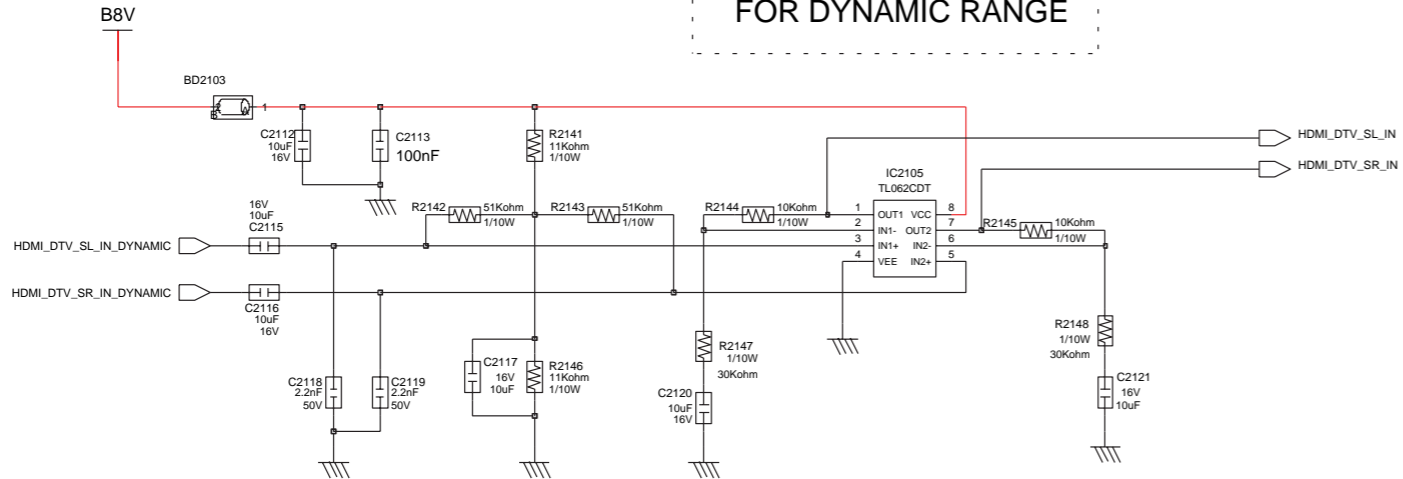 FOR DYNAMIC RANGE
B8V
BD2103
2
1
B
C2112
10uF
16V
C2113
100nF
R2141
11Kohm
1/10W
HDMI_DTV_SL_IN
HDMI_DTV_SR_IN
IC2105
TL062CDT
16V
10uF
C2115
R2142
51Kohm
1/10W
R2143
51Kohm
1/10W
R2144
10Kohm
1/10W
1 OUT1 VCC 8
2 IN1- OUT2 7
3 IN1+ IN2- 6
4 VEE IN2+ 5
R2145
10Kohm
1/10W
HDMI_DTV_SL_IN_DYNAMIC
HDMI_DTV_SR_IN_DYNAMIC
C2116
10uF
16V
C2118
2.2nF
50V
C2119
2.2nF
50V
C2117
16V
10uF
R2146
11Kohm
1/10W
R2147
1/10W
30Kohm
C2120
10uF
16V
R2148
1/10W
30Kohm
C2121
16V
10uF